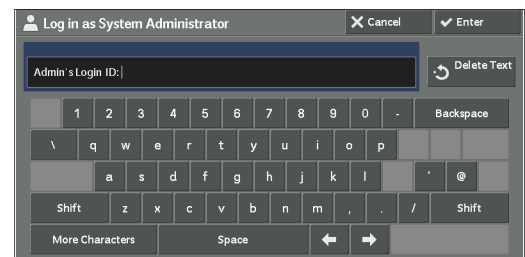 Log in as System Administrator Cancel Enter
Admin's Login ID: Delete Text
1 2 3 4 5 6 7 8 9 0 - Backspace
\ q w e r t y u i o p
a s d f g h j k l ' @
Shift z x c v b n m , . / Shift
More Characters Space